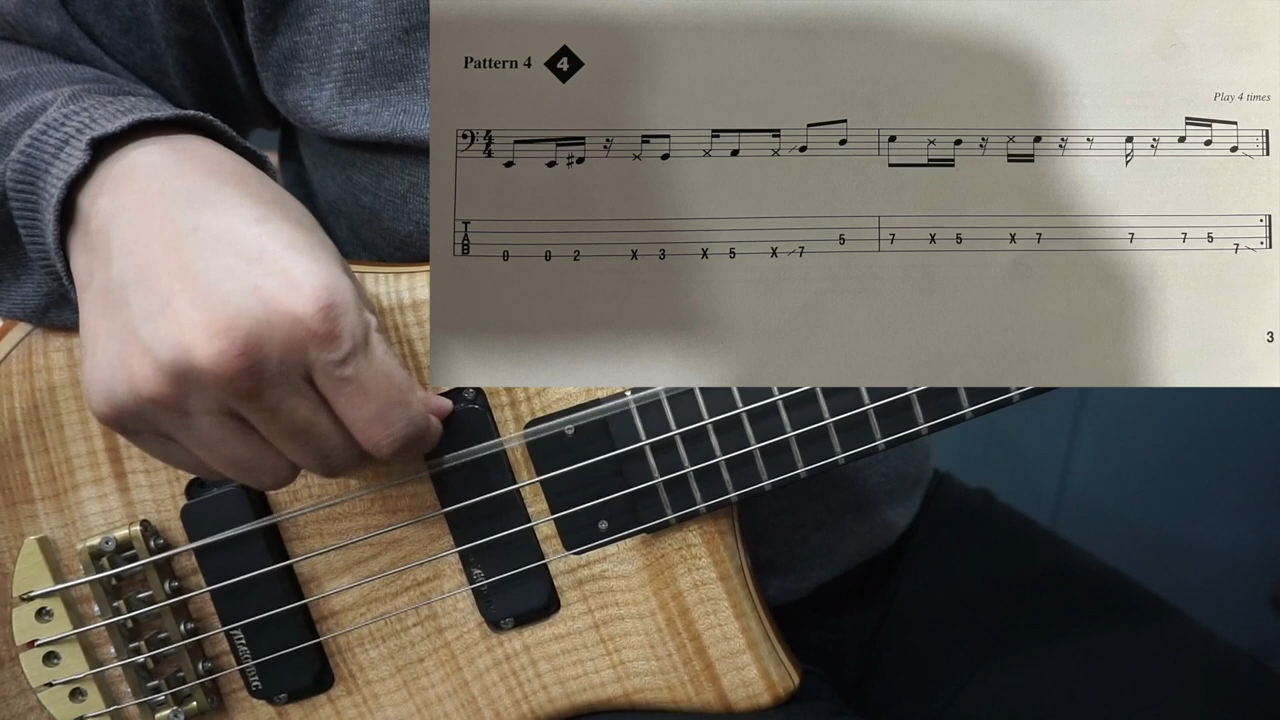 Pattern 4 4
Play 4 times
4
4
T
A
B
0 0 2 X 3 X 5 X 7 5 7 X 5 X 7 7 7 5 7
3
ALEMBIC